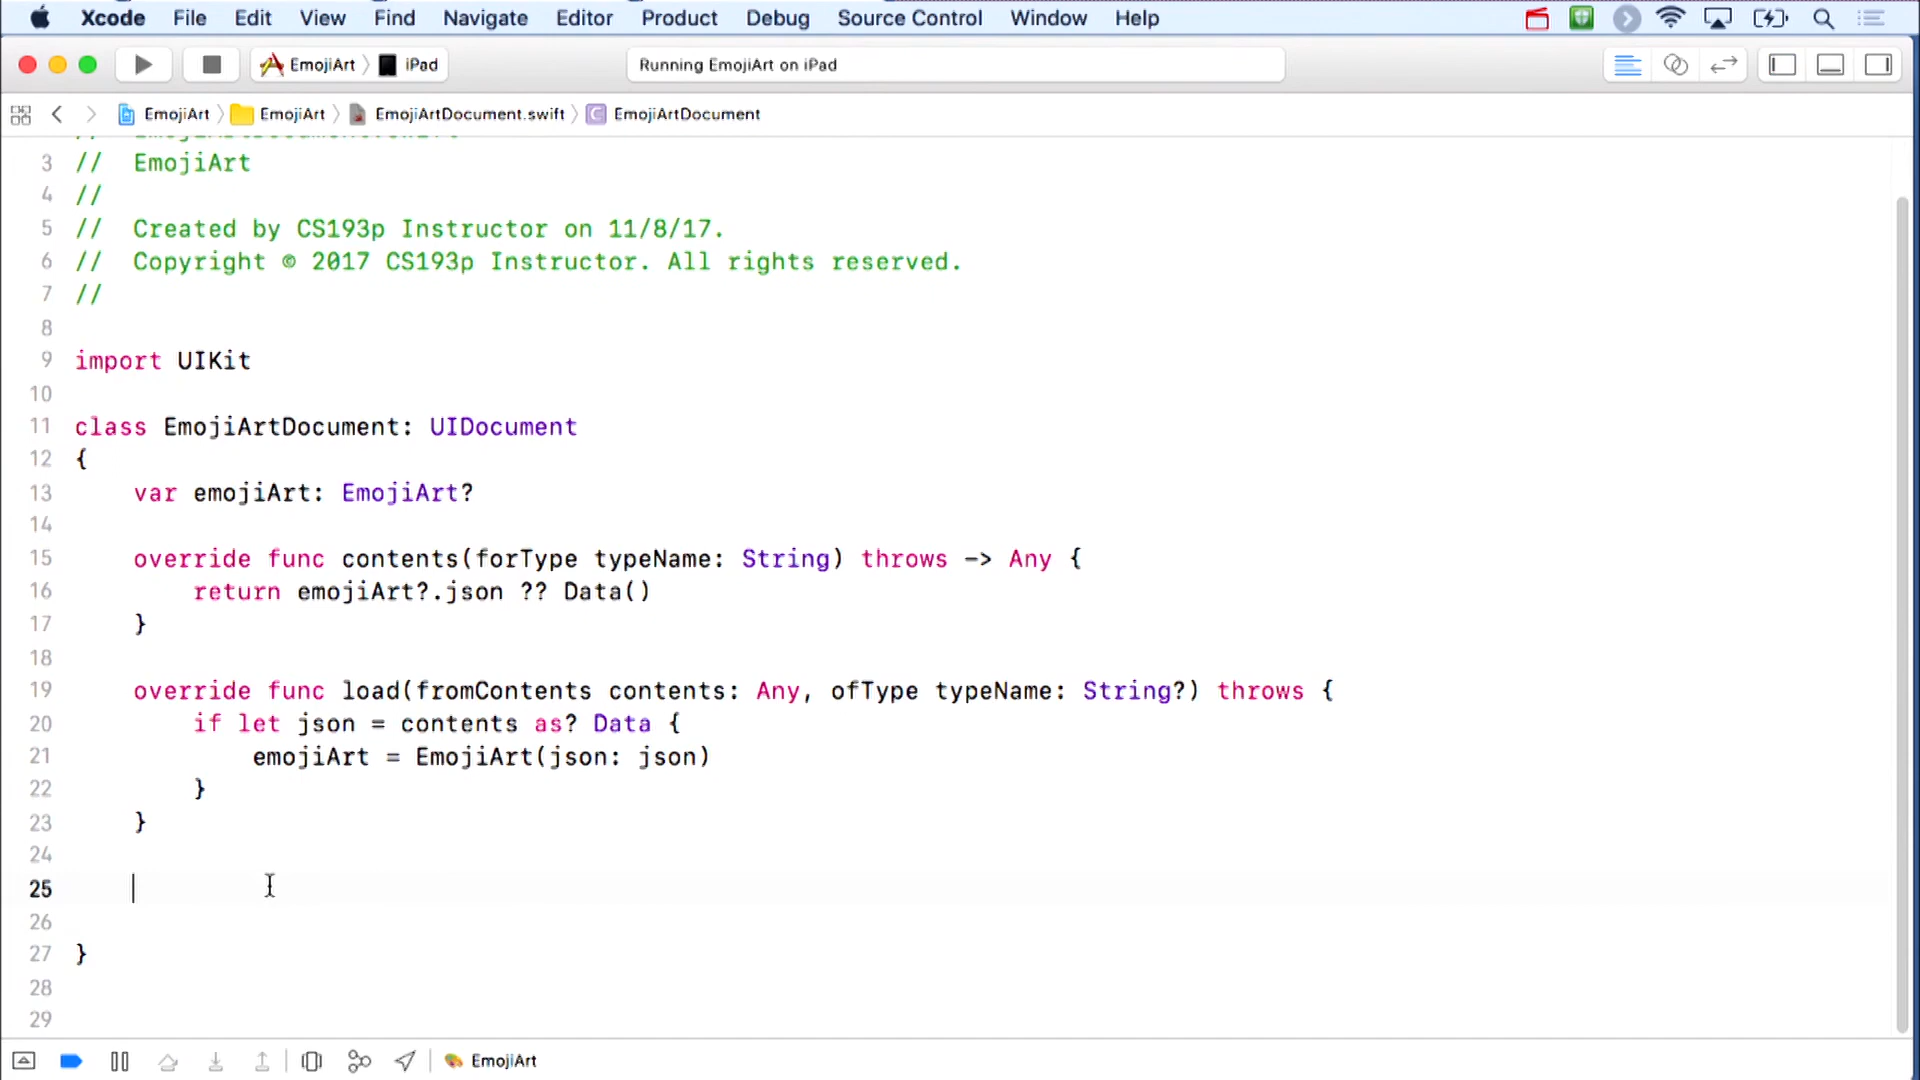 Xcode File Edit View Find Navigate Editor Product Debug Source Control Window Help
EmojiArt iPad Running EmojiArt on iPad
EmojiArt EmojiArt EmojiArtDocument.swift C EmojiArtDocument
3 // EmojiArt
4 //
5 // Created by CS193p Instructor on 11/8/17.
6 // Copyright © 2017 CS193p Instructor. All rights reserved.
7 //
8
9 import UIKit
10
11 class EmojiArtDocument: UIDocument
12 {
13 var emojiArt: EmojiArt?
14
15 override func contents(forType typeName: String) throws -> Any {
16 return emojiArt?.json ?? Data()
17 }
18
19 override func load(fromContents contents: Any, ofType typeName: String?) throws {
20 if let json = contents as? Data {
21 emojiArt = EmojiArt(json: json)
22 }
23 }
24
25
26
27 }
28
29
EmojiArt